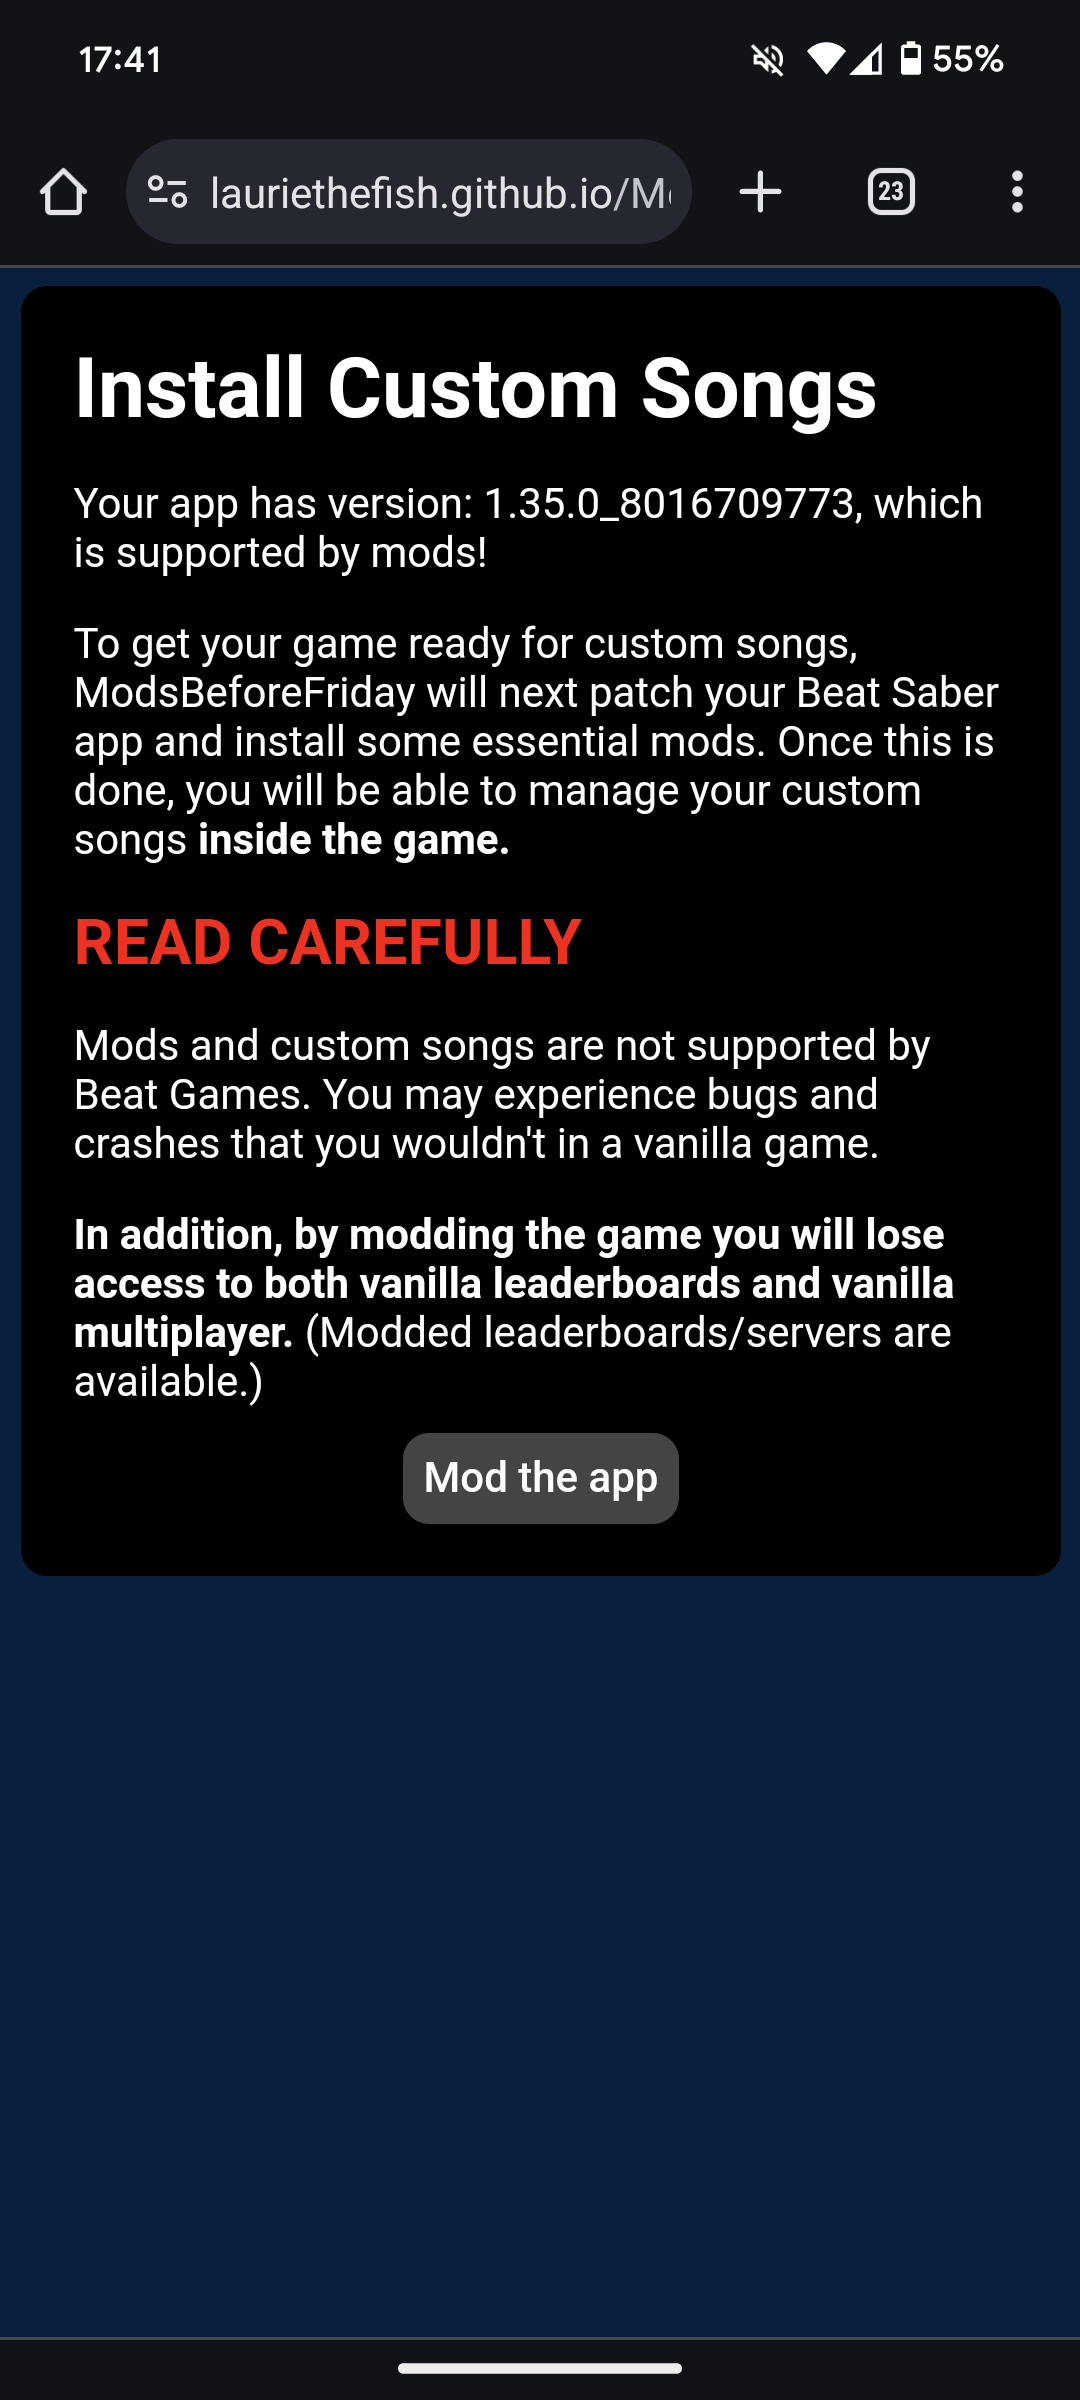 17:41
55%
lauriethefish.github.io/M
23
Install Custom Songs
Your app has version: 1.35.0_8016709773, which
is supported by mods!
To get your game ready for custom songs,
ModsBeforeFriday will next patch your Beat Saber
app and install some essential mods. Once this is
done, you will be able to manage your custom
songs inside the game.
READ CAREFULLY
Mods and custom songs are not supported by
Beat Games. You may experience bugs and
crashes that you wouldn't in a vanilla game.
In addition, by modding the game you will lose
access to both vanilla leaderboards and vanilla
multiplayer. (Modded leaderboards/servers are
available.)
Mod the app